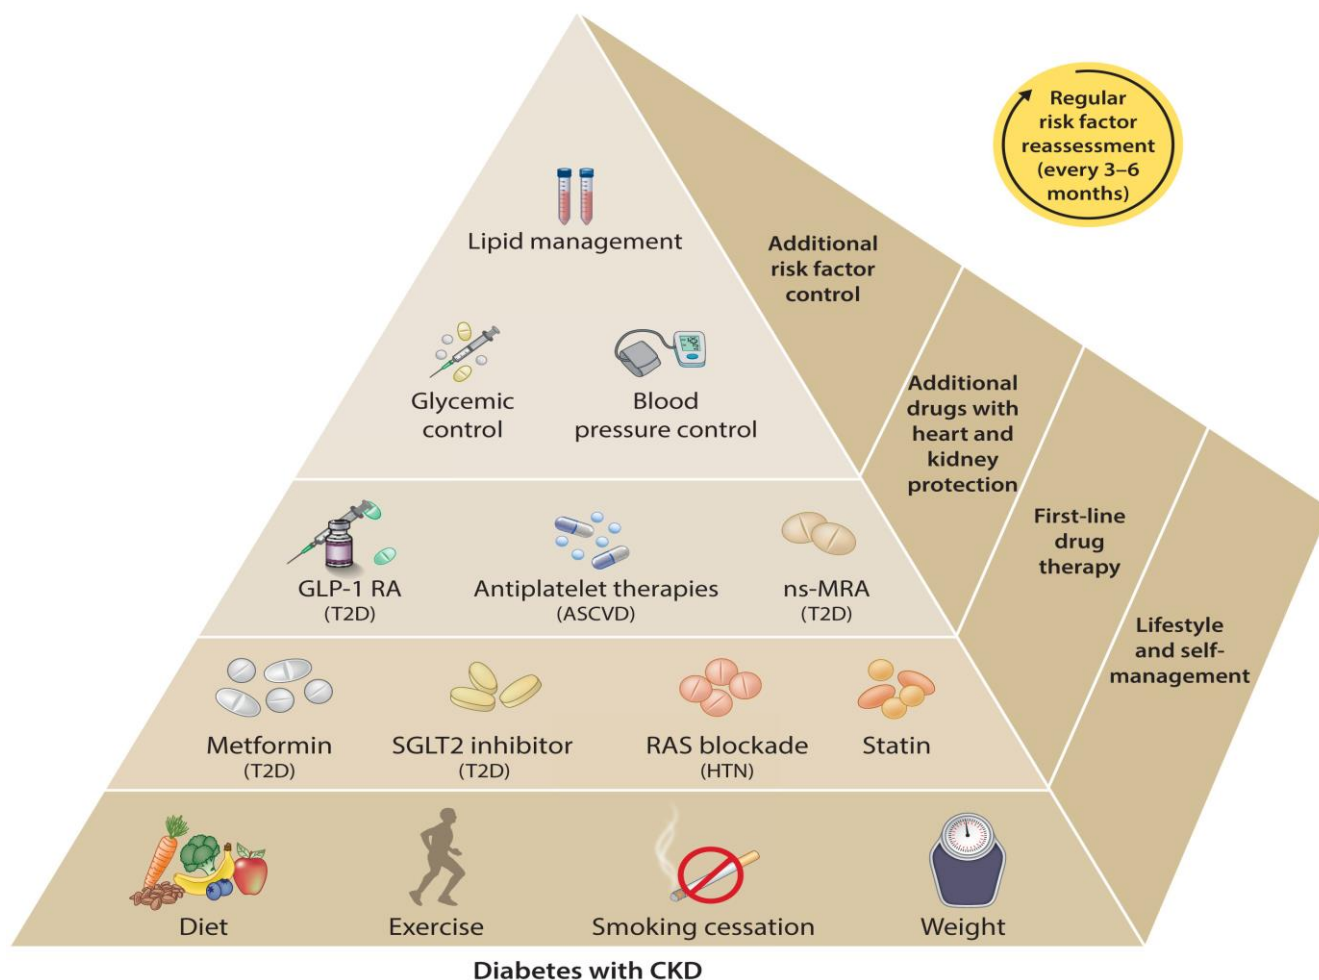 Regular
risk factor
reassessment
(every 3–6
months)
Lipid management
Additional
risk factor
control
Glycemic
control
Blood
pressure control
Additional
drugs with
heart and
kidney
protection
GLP-1 RA
(T2D)
Antiplatelet therapies
(ASCVD)
ns-MRA
(T2D)
First-line
drug
therapy
Metformin
(T2D)
SGLT2 inhibitor
(T2D)
RAS blockade
(HTN)
Statin
Lifestyle
and self-
management
Diet
Exercise
Smoking cessation
Weight
Diabetes with CKD